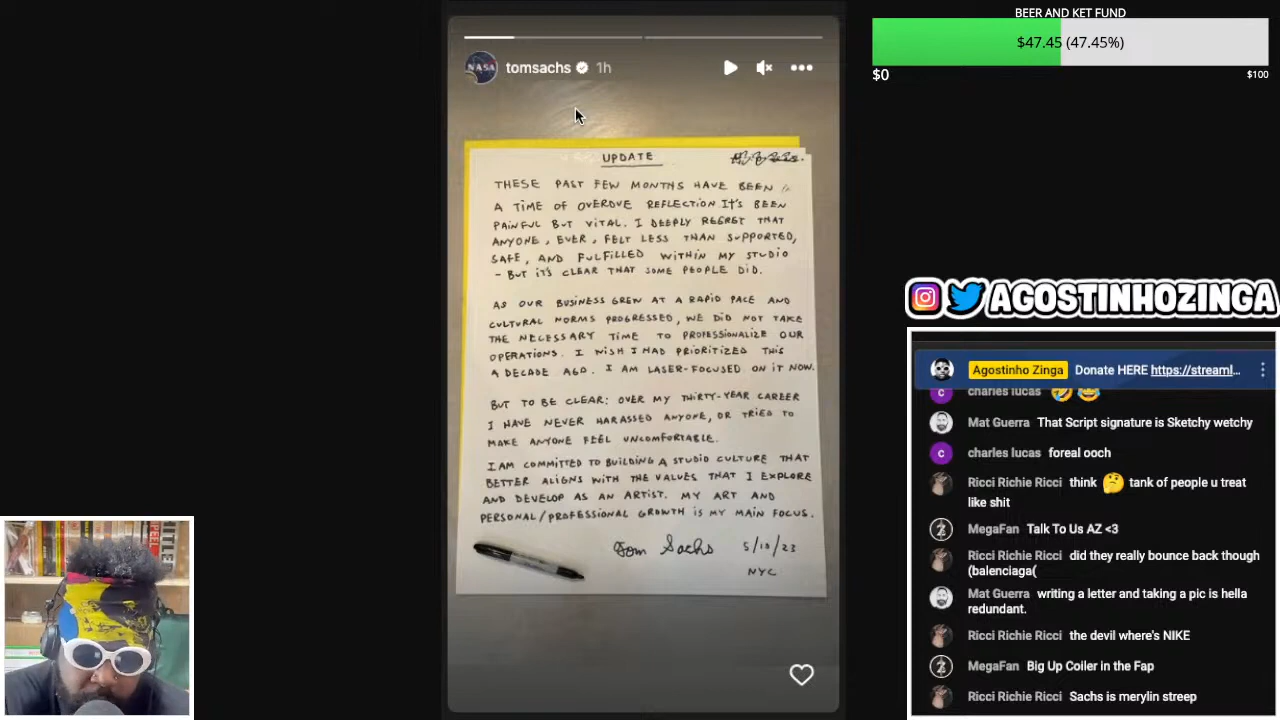 BEER AND KET FUND
$47.45 (47.45%)
$0
$100
NASA
tomsachs
1h
UPDATE
THESE PAST FEW MONTHS HAVE BEEN
A TIME OF OVERDUE REFLECTION IT'S BEEN
PAINFUL BUT VITAL. I DEEPLY REGRET THAT
ANYONE, EVER, FELT LESS THAN SUPPORTED,
SAFE, AND FULFILLED WITHIN MY STUDIO
- BUT IT'S CLEAR THAT SOME PEOPLE DID.
AS OUR BUSINESS GREW AT A RAPID PACE AND
CULTURAL NORMS PROGRESSED, WE DID NOT TAKE
THE NECESSARY TIME TO PROFESSIONALIZE OUR
OPERATIONS. I WISH I HAD PRIORITIZED THIS
A DECADE AGO. I AM LASER-FOCUSED ON IT NOW.
BUT TO BE CLEAR: OVER MY THIRTY-YEAR CAREER
I HAVE NEVER HARASSED ANYONE, OR TRIED TO
MAKE ANYONE FEEL UNCOMFORTABLE.
I AM COMMITTED TO BUILDING A STUDIO CULTURE THAT
BETTER ALIGNS WITH THE VALUES THAT I EXPLORE
AND DEVELOP AS AN ARTIST. MY ART AND
PERSONAL/PROFESSIONAL GROWTH IS MY MAIN FOCUS.
Tom Sachs 5/10/23
NYC
AGOSTINHOZINGA
Agostinho Zinga Donate HERE https://streaml...
charles lucas 🤣 😂
Mat Guerra That Script signature is Sketchy wetchy
charles lucas foreal ooch
Ricci Richie Ricci think 🤔 tank of people u treat
like shit
MegaFan Talk To Us AZ <3
Ricci Richie Ricci did they really bounce back though
(balenciaga(
Mat Guerra writing a letter and taking a pic is hella
redundant.
Ricci Richie Ricci the devil where's NIKE
MegaFan Big Up Coiler in the Fap
Ricci Richie Ricci Sachs is merylin streep